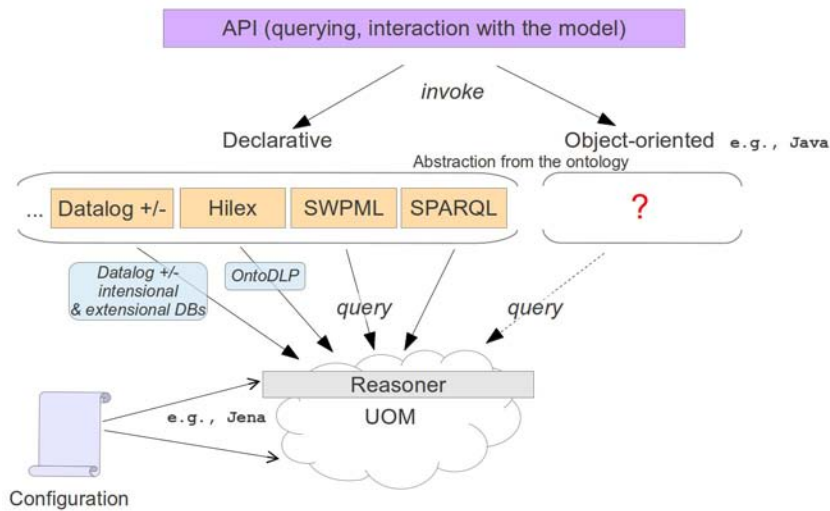 API (querying, interaction with the model)
invoke
Declarative
Object-oriented e.g., Java
Abstraction from the ontology
... Datalog +/- Hilex SWPML SPARQL ?
Datalog +/-
intensional
& extensional DBs
OntoDLP
query
query
Reasoner
e.g., Jena
UOM
Configuration